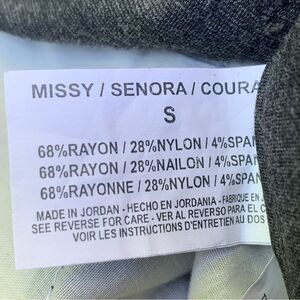 MISSY / SENORA / COURA
S
68%RAYON / 28%NYLON / 4%SPAN
68%RAYON / 28%NAILON / 4%SPAN
68%RAYONNE / 28%NYLON / 4%SPAN
MADE IN JORDAN - HECHO EN JORDANIA - FABRIQUE EN J
SEE REVERSE FOR CARE - VER AL REVERSO PARA EL C
VOIR LES INSTRUCTIONS D'ENTRETIEN AU DOS